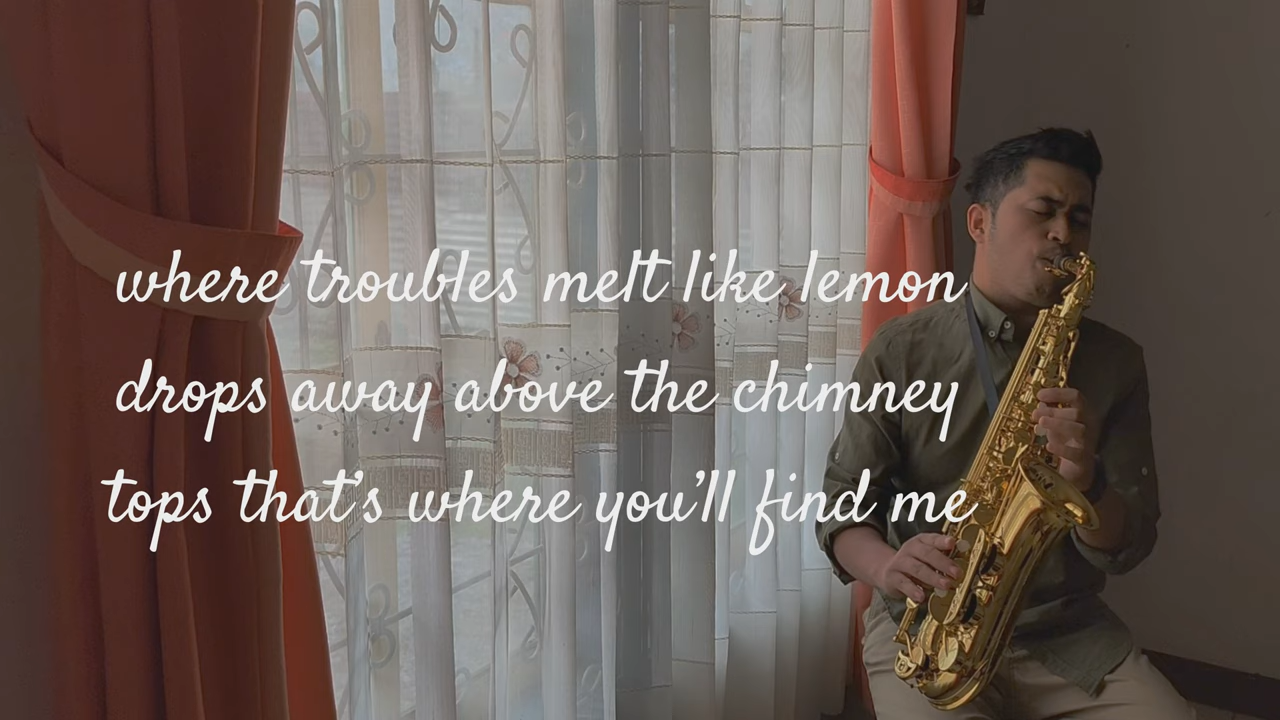 where troubles melt like lemon
drops away above the chimney
tops that's where you'll find me